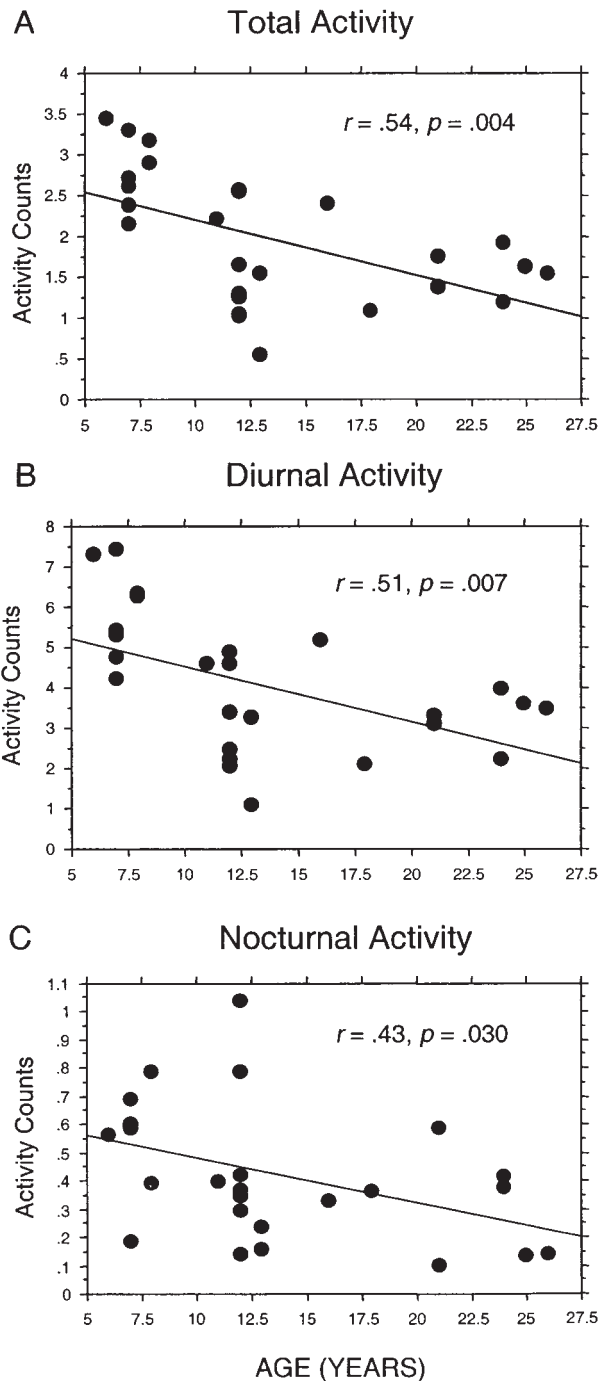 A
Total Activity
4
3.5
3
2.5
2
1.5
1
.5
0
Activity Counts
r = .54, p = .004
5 7.5 10 12.5 15 17.5 20 22.5 25 27.5
B
Diurnal Activity
8
7
6
5
4
3
2
1
0
Activity Counts
r = .51, p = .007
5 7.5 10 12.5 15 17.5 20 22.5 25 27.5
C
Nocturnal Activity
1.1
1
.9
.8
.7
.6
.5
.4
.3
.2
.1
0
Activity Counts
r = .43, p = .030
5 7.5 10 12.5 15 17.5 20 22.5 25 27.5
AGE (YEARS)